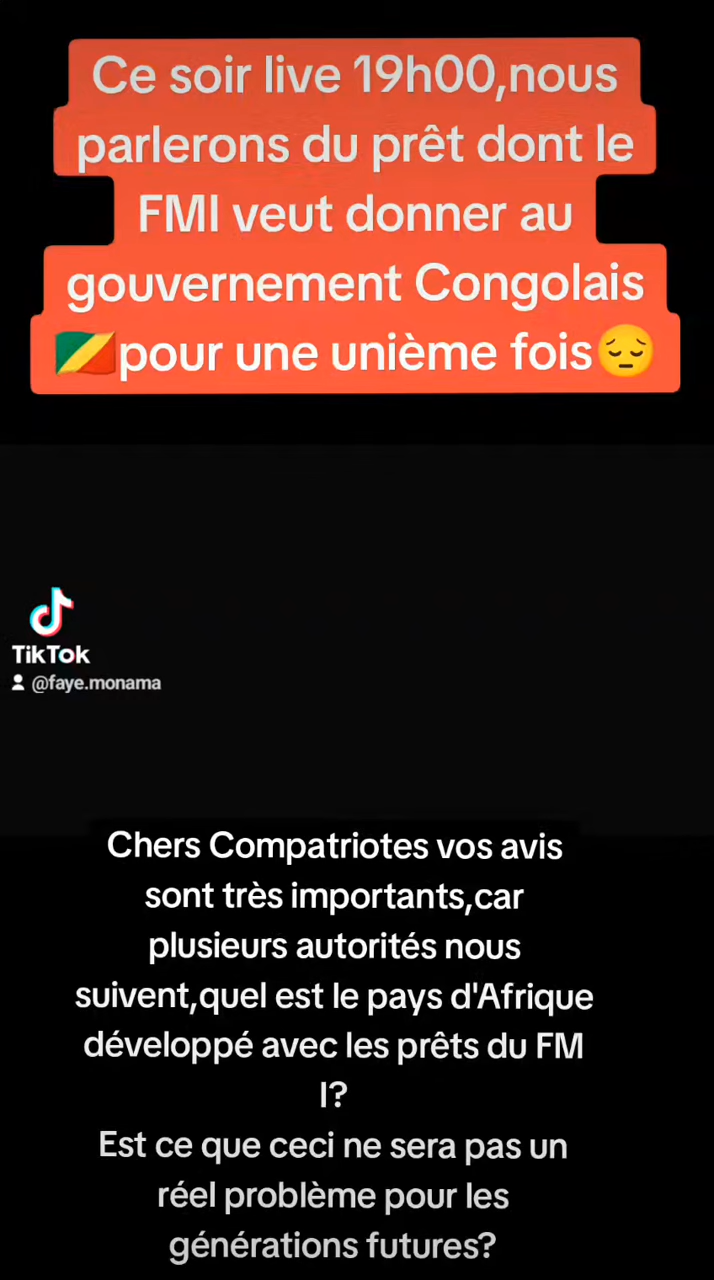 Ce soir live 19h00,nous
parlerons du prêt dont le
FMI veut donner au
gouvernement Congolais
🇨🇬pour une unième fois😔
TikTok
@faye.monama
Chers Compatriotes vos avis
sont très importants,car
plusieurs autorités nous
suivent,quel est le pays d'Afrique
développé avec les prêts du FM
I?
Est ce que ceci ne sera pas un
réel problème pour les
générations futures?